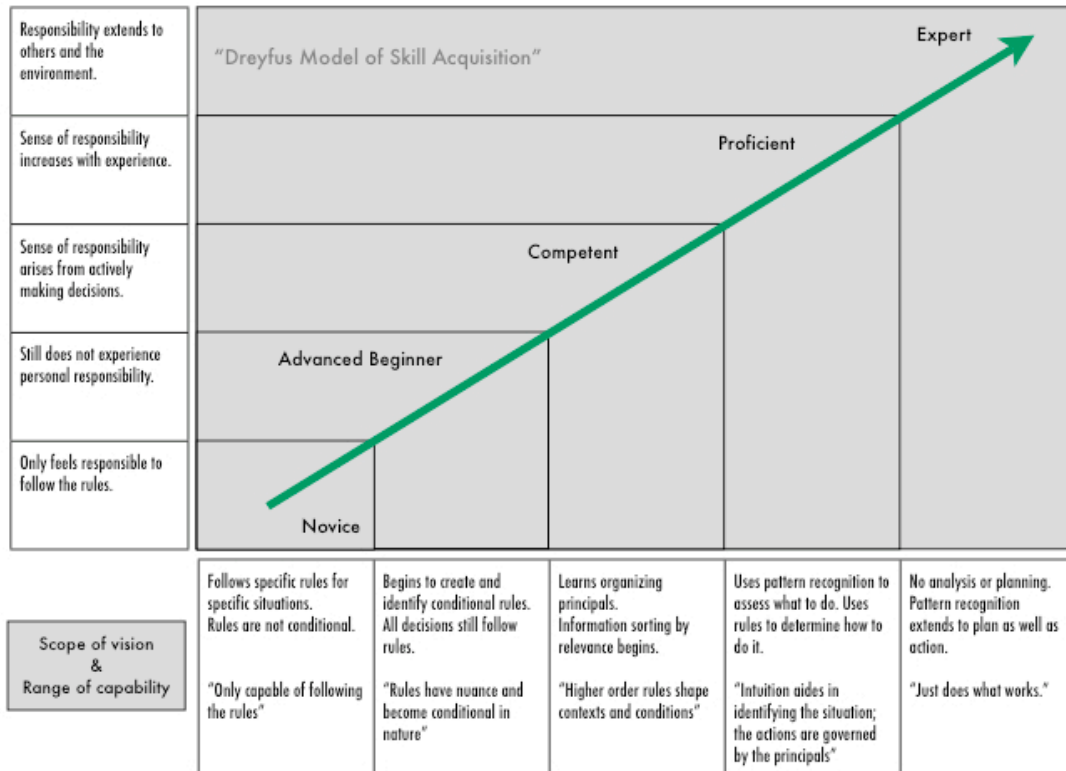 Responsibility extends to
others and the
environment.
"Dreyfus Model of Skill Acquisition"
Expert
Sense of responsibility
increases with experience.
Proficient
Sense of responsibility
arises from actively
making decisions.
Competent
Still does not experience
personal responsibility.
Advanced Beginner
Only feels responsible to
follow the rules.
Novice
Scope of vision
&
Range of capability
Follows specific rules for
specific situations.
Rules are not conditional.
"Only capable of following
the rules"
Begins to create and
identify conditional rules.
All decisions still follow
rules.
"Rules have nuance and
become conditional in
nature"
Learns organizing
principals.
Information sorting by
relevance begins.
"Higher order rules shape
contexts and conditions"
Uses pattern recognition to
assess what to do. Uses
rules to determine how to
do it.
"Intuition aides in
identifying the situation;
the actions are governed
by the principals"
No analysis or planning.
Pattern recognition
extends to plan as well as
action.
"Just does what works."